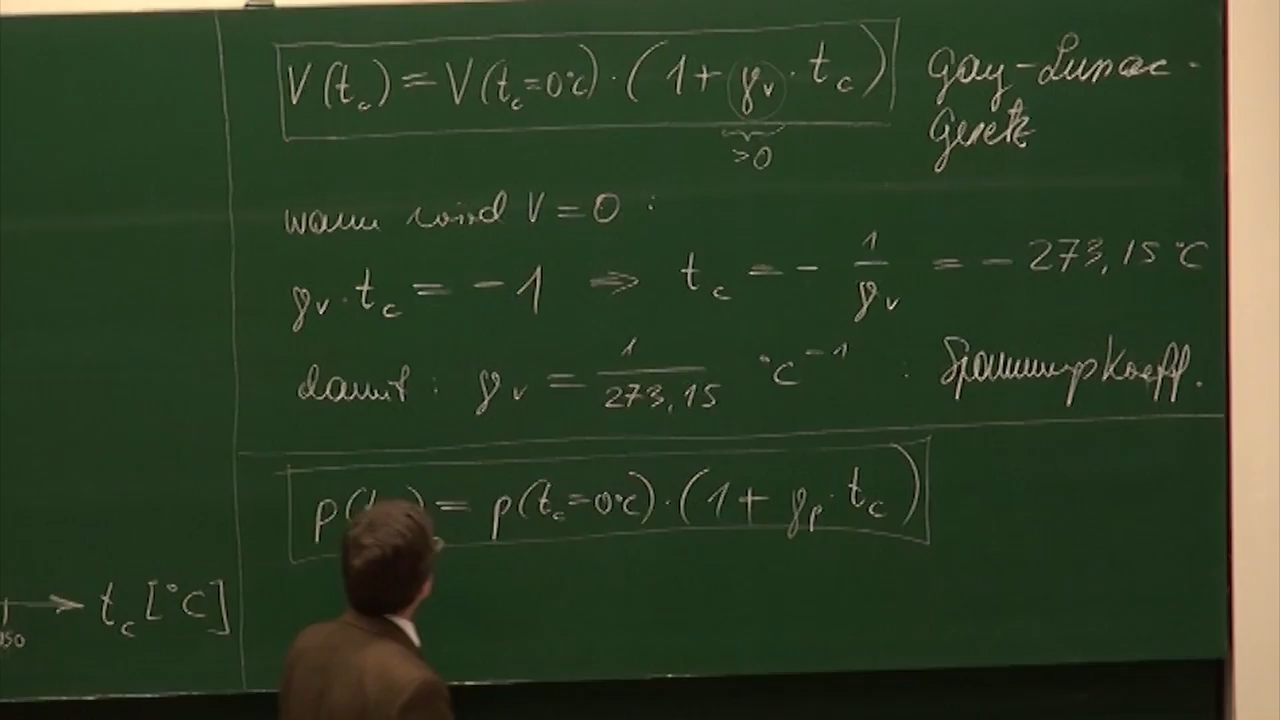 V(t_c) = V(t_c=0°C) · (1 + γ_v · t_c) Gay-Lussac-
Gesetz
>0
wann wird V = 0 :
γ_v · t_c = -1 ⇒ t_c = - 1/γ_v = - 273,15 °C
damit : γ_v = 1/273,15 °C⁻¹ : Spannungskoeff.
p( ) = p(t_c=0°C) · (1 + γ_p · t_c)
t_c [°C]